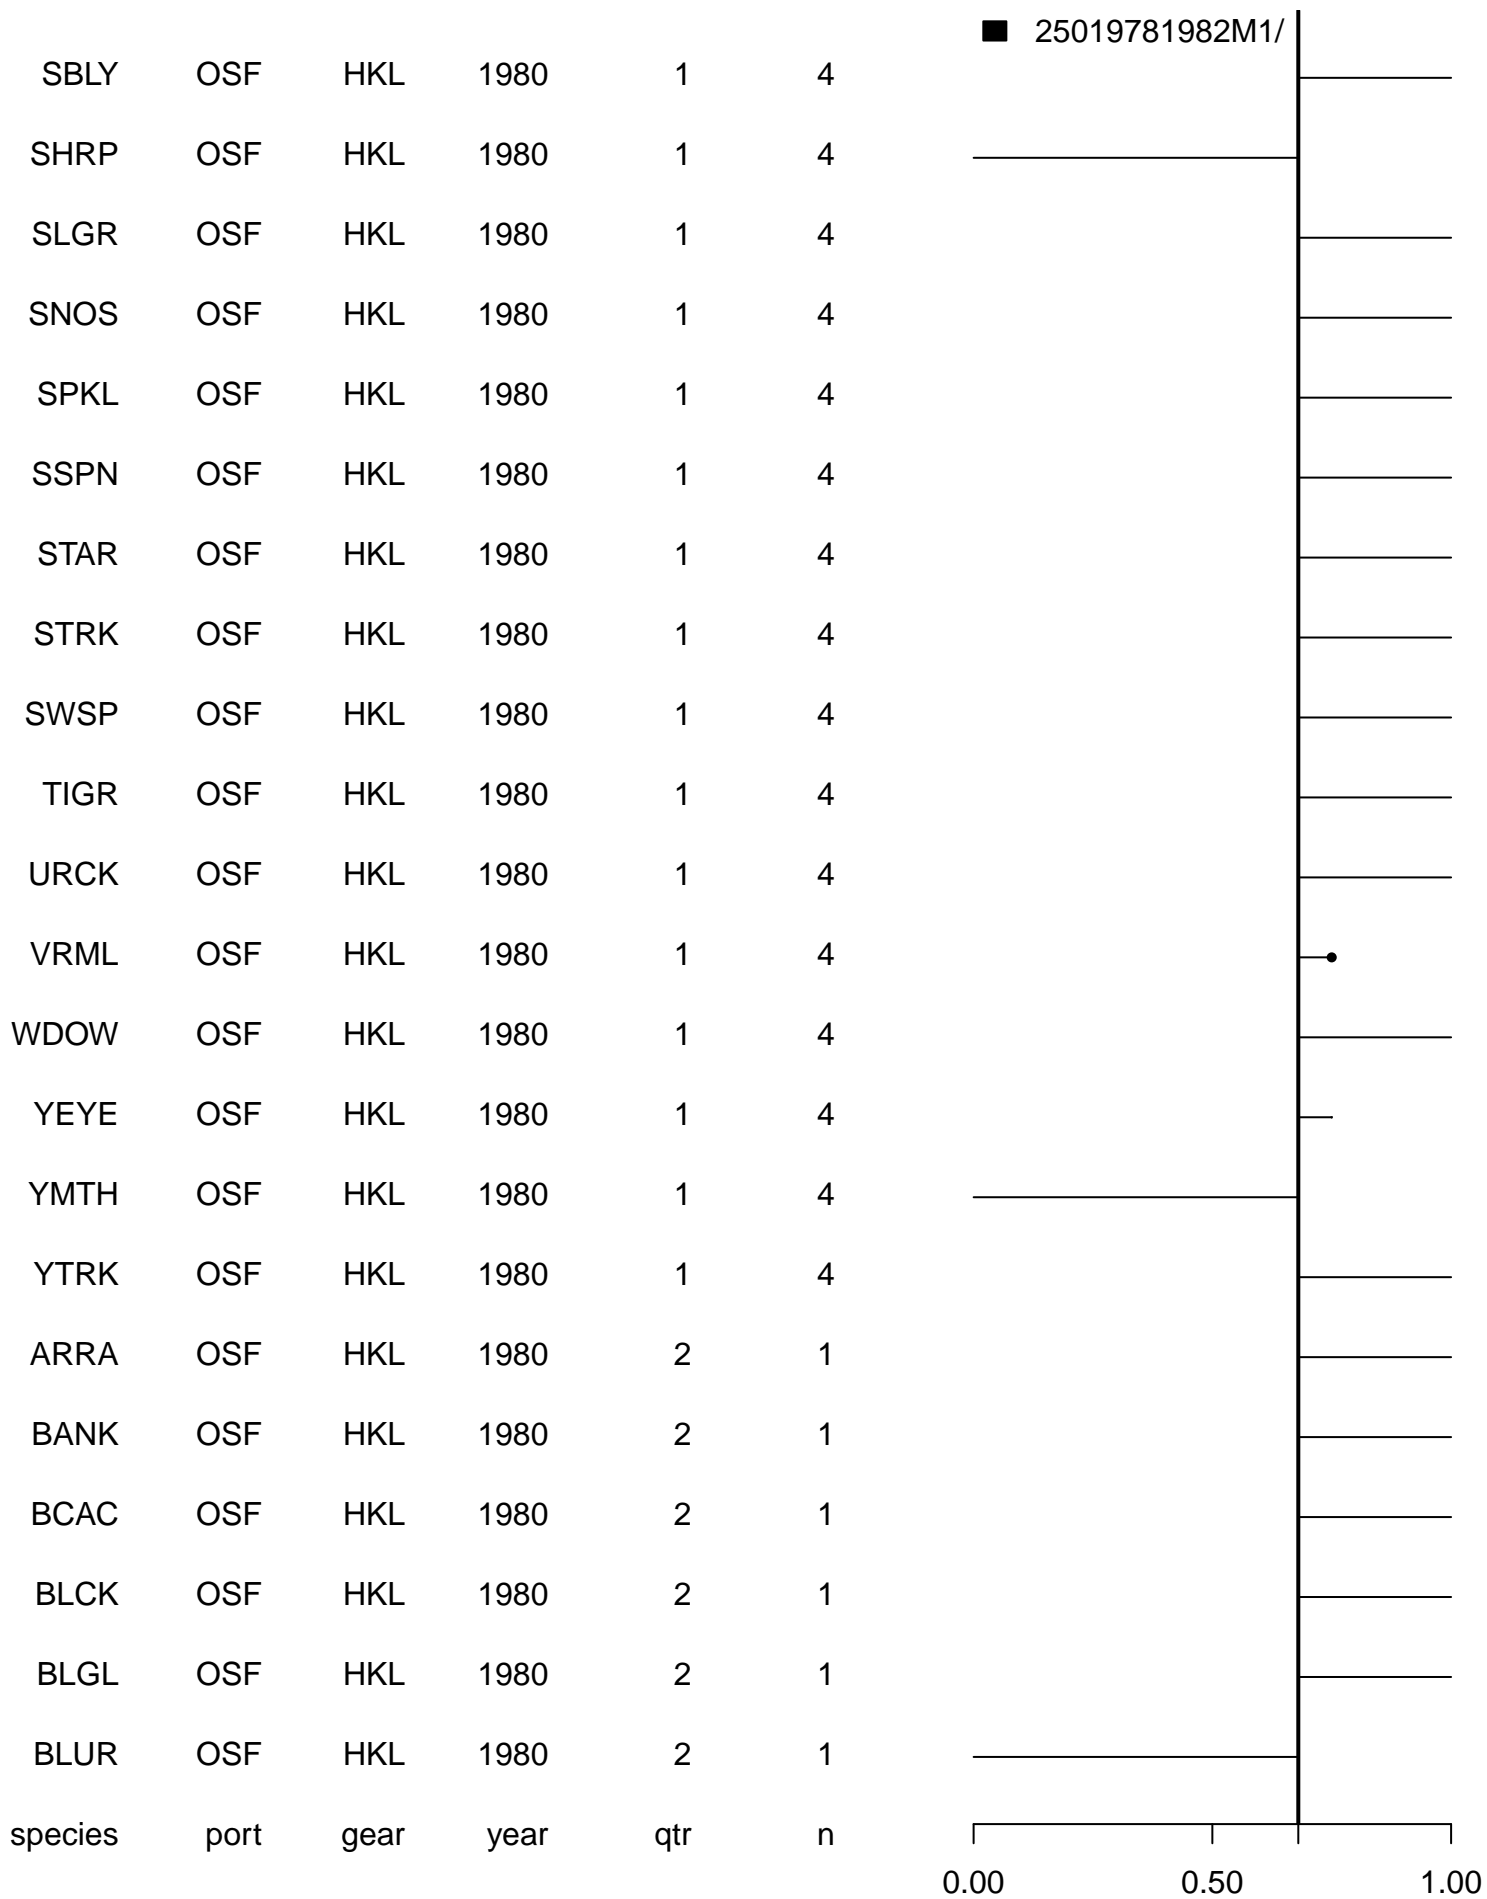 25019781982M1/
SBLY OSF HKL 1980 1 4
SHRP OSF HKL 1980 1 4
SLGR OSF HKL 1980 1 4
SNOS OSF HKL 1980 1 4
SPKL OSF HKL 1980 1 4
SSPN OSF HKL 1980 1 4
STAR OSF HKL 1980 1 4
STRK OSF HKL 1980 1 4
SWSP OSF HKL 1980 1 4
TIGR OSF HKL 1980 1 4
URCK OSF HKL 1980 1 4
VRML OSF HKL 1980 1 4
WDOW OSF HKL 1980 1 4
YEYE OSF HKL 1980 1 4
YMTH OSF HKL 1980 1 4
YTRK OSF HKL 1980 1 4
ARRA OSF HKL 1980 2 1
BANK OSF HKL 1980 2 1
BCAC OSF HKL 1980 2 1
BLCK OSF HKL 1980 2 1
BLGL OSF HKL 1980 2 1
BLUR OSF HKL 1980 2 1
species port gear year qtr n
0.00 0.50 1.00